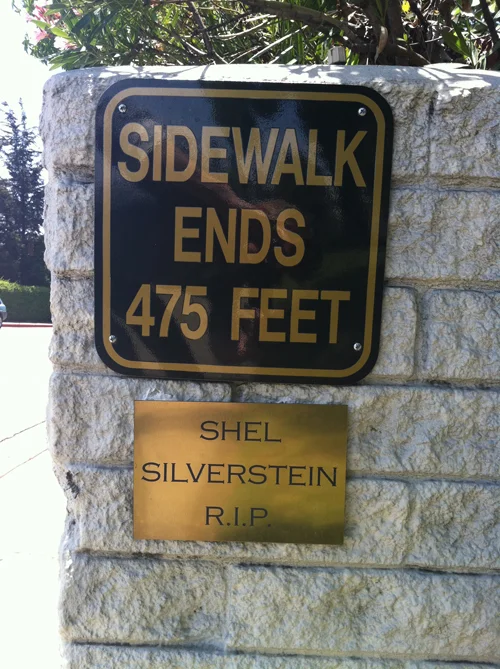 SIDEWALK
ENDS
475 FEET
SHEL
SILVERSTEIN
R.I.P.